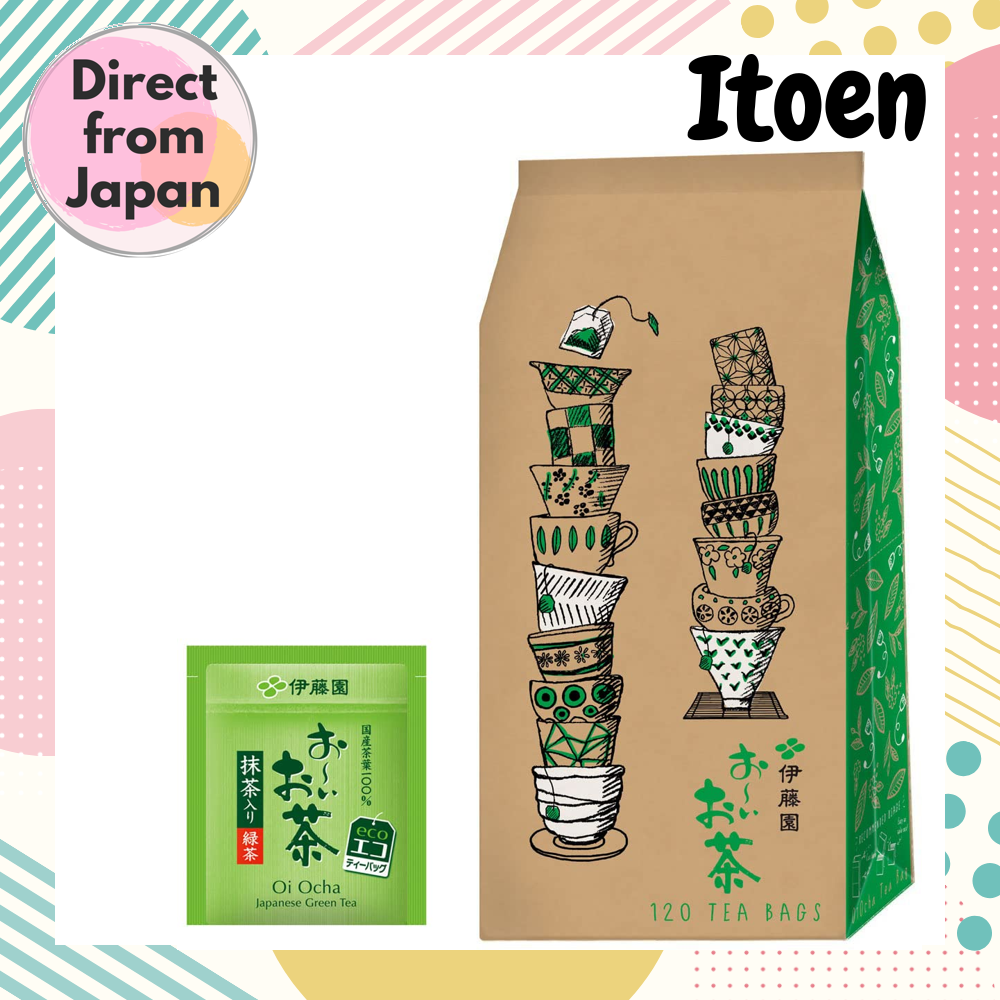 Direct
from
Japan
Itoen
伊藤園
お〜い
お茶
国産茶葉100%
抹茶入り
緑茶
eco
エコ
ティーバッグ
Oi Ocha
Japanese Green Tea
伊藤園
お〜い
お茶
120 TEA BAGS